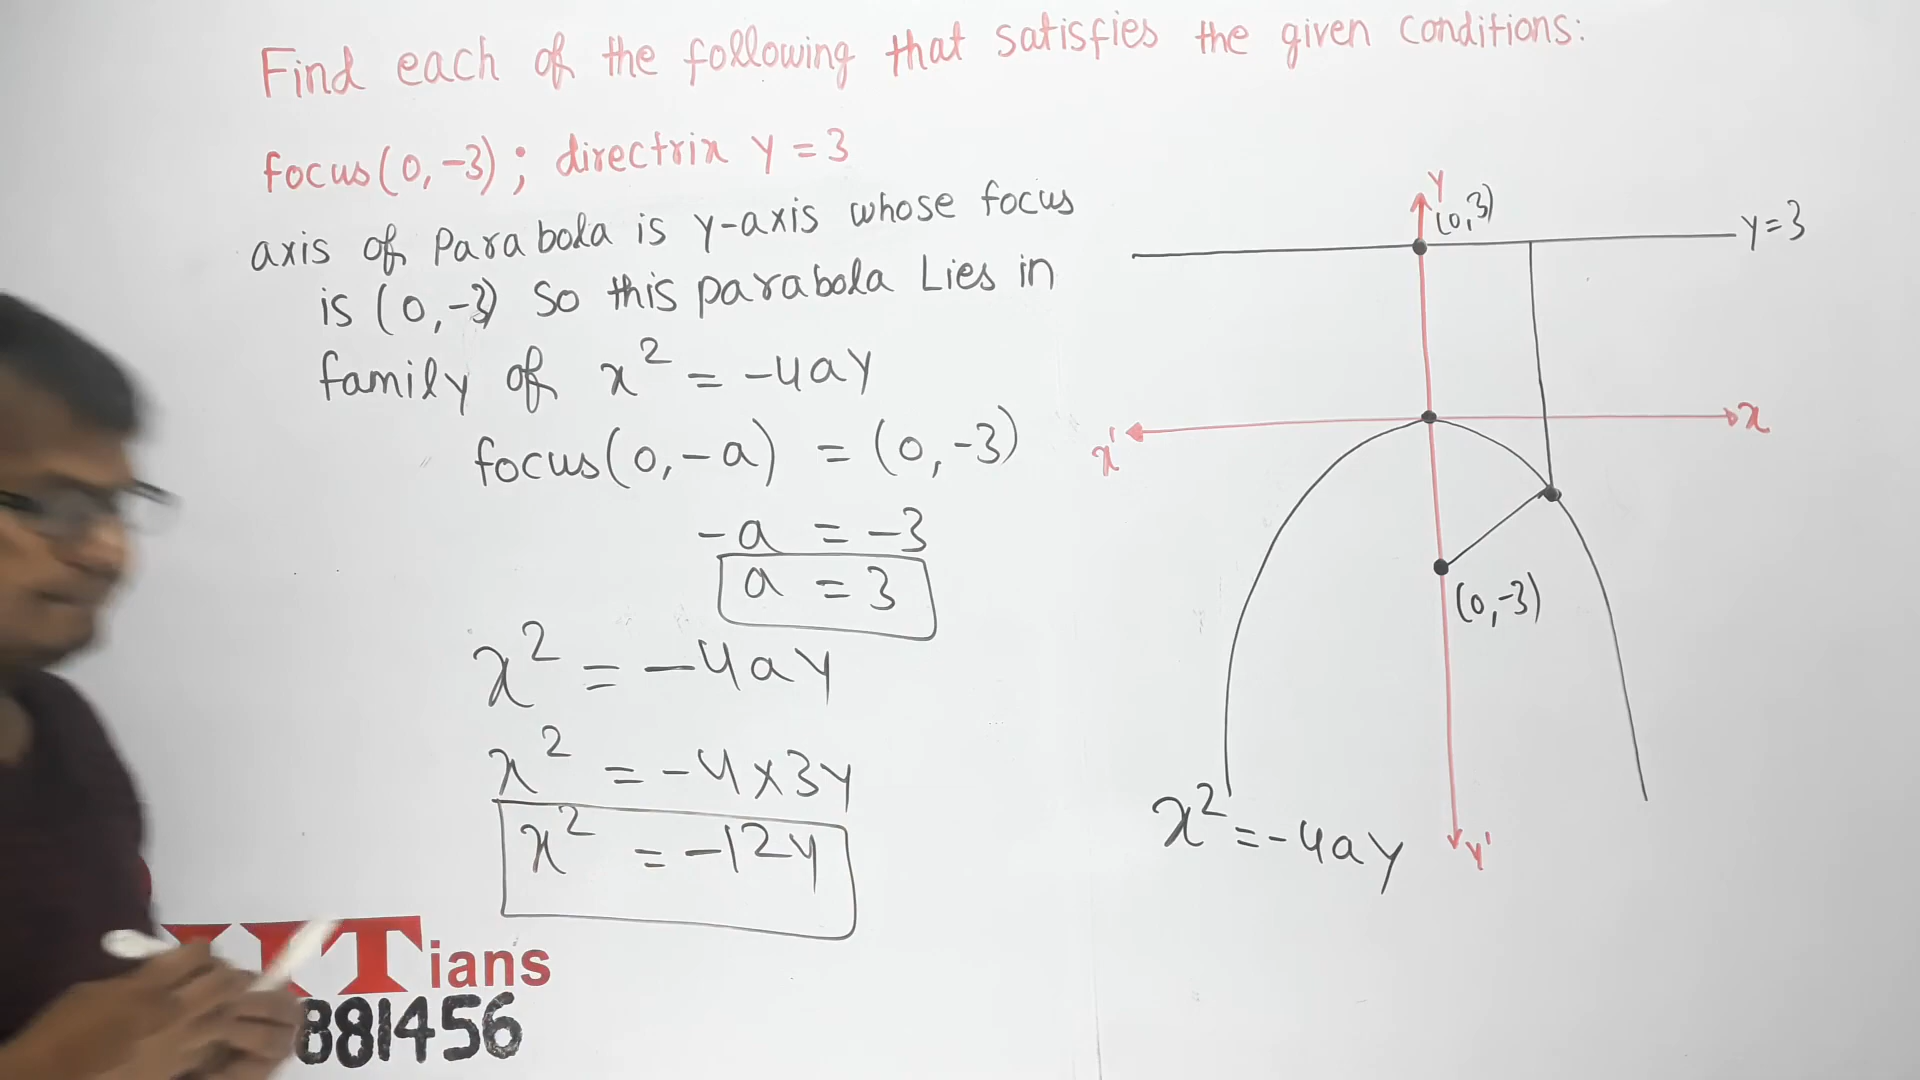 Find each of the following that satisfies the given conditions:
focus(0,-3); directrix y=3
axis of Parabola is y-axis whose focus
is (0,-3) So this parabola Lies in
family of x² = -4ay
focus(0,-a) = (0,-3)
-a = -3
a = 3
x² = -4ay
x² = -4×3y
x² = -12y
Y
(0,3)
y=3
x'
x
(0,-3)
x²=-4ay
y'
IITians
881456